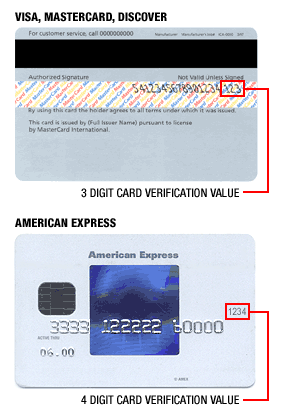 VISA, MASTERCARD, DISCOVER
For customer service, call 0000000000
Authorized Signature Not Valid Unless Signed
5412345678901234 123
By using this card the holder agrees to all terms under which it was issued.
This card is issued by (Full Issuer Name) pursuant to license
by MasterCard International.
3 DIGIT CARD VERIFICATION VALUE
AMERICAN EXPRESS
American Express
1234
3333 122222 60000
06.00
© AMEX
4 DIGIT CARD VERIFICATION VALUE